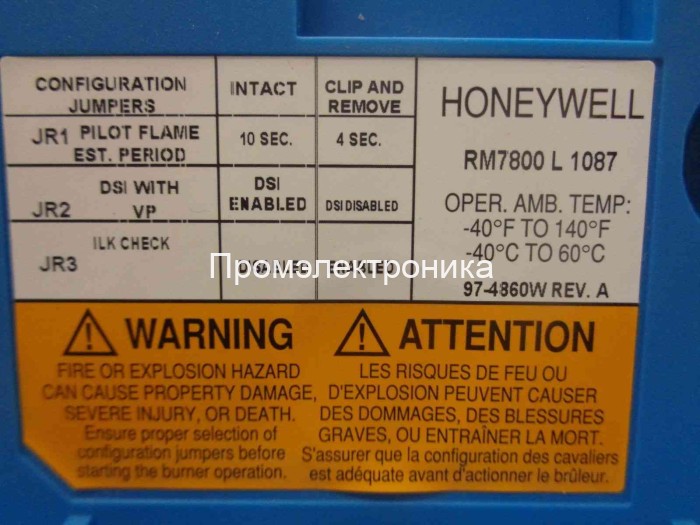 CONFIGURATION JUMPERS INTACT CLIP AND REMOVE
JR1 PILOT FLAME EST. PERIOD 10 SEC. 4 SEC.
JR2 DSI WITH VP DSI ENABLED DSI DISABLED
JR3 ILK CHECK DISABLED ENABLED
HONEYWELL
RM7800 L 1087
OPER. AMB. TEMP:
-40°F TO 140°F
-40°C TO 60°C
97-4860W REV. A
Промэлектроника
WARNING
FIRE OR EXPLOSION HAZARD
CAN CAUSE PROPERTY DAMAGE,
SEVERE INJURY, OR DEATH.
Ensure proper selection of
configuration jumpers before
starting the burner operation.
ATTENTION
LES RISQUES DE FEU OU
D'EXPLOSION PEUVENT CAUSER
DES DOMMAGES, DES BLESSURES
GRAVES, OU ENTRAÎNER LA MORT.
S'assurer que la configuration des cavaliers
est adéquate avant d'actionner le brûleur.